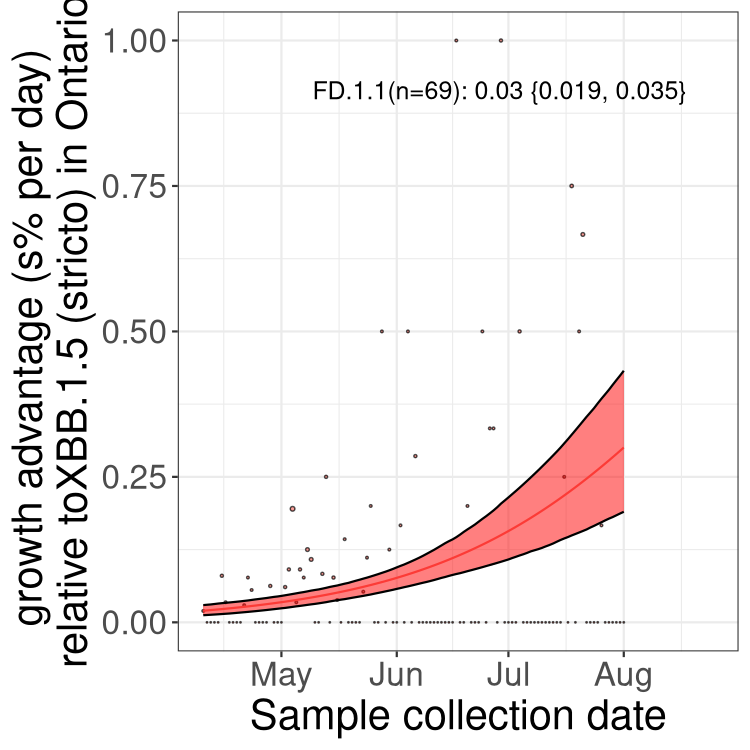 growth advantage (s% per day)
relative toXBB.1.5 (stricto) in Ontario
1.00
FD.1.1(n=69): 0.03 {0.019, 0.035}
0.75
0.50
0.25
0.00
May Jun Jul Aug
Sample collection date